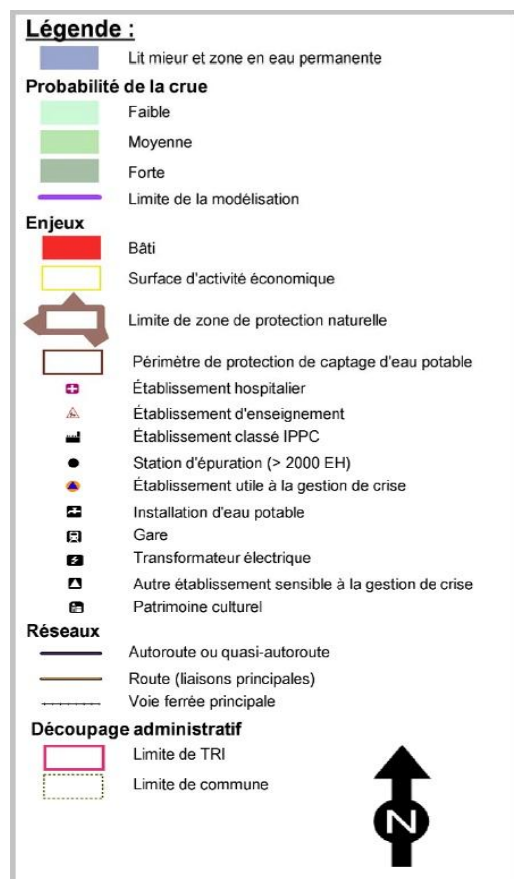 Légende :
Lit mieur et zone en eau permanente
Probabilité de la crue
Faible
Moyenne
Forte
Limite de la modélisation
Enjeux
Bâti
Surface d'activité économique
Limite de zone de protection naturelle
Périmètre de protection de captage d'eau potable
Établissement hospitalier
Établissement d'enseignement
Établissement classé IPPC
Station d'épuration (> 2000 EH)
Établissement utile à la gestion de crise
Installation d'eau potable
Gare
Transformateur électrique
Autre établissement sensible à la gestion de crise
Patrimoine culturel
Réseaux
Autoroute ou quasi-autoroute
Route (liaisons principales)
Voie ferrée principale
Découpage administratif
Limite de TRI
Limite de commune
N